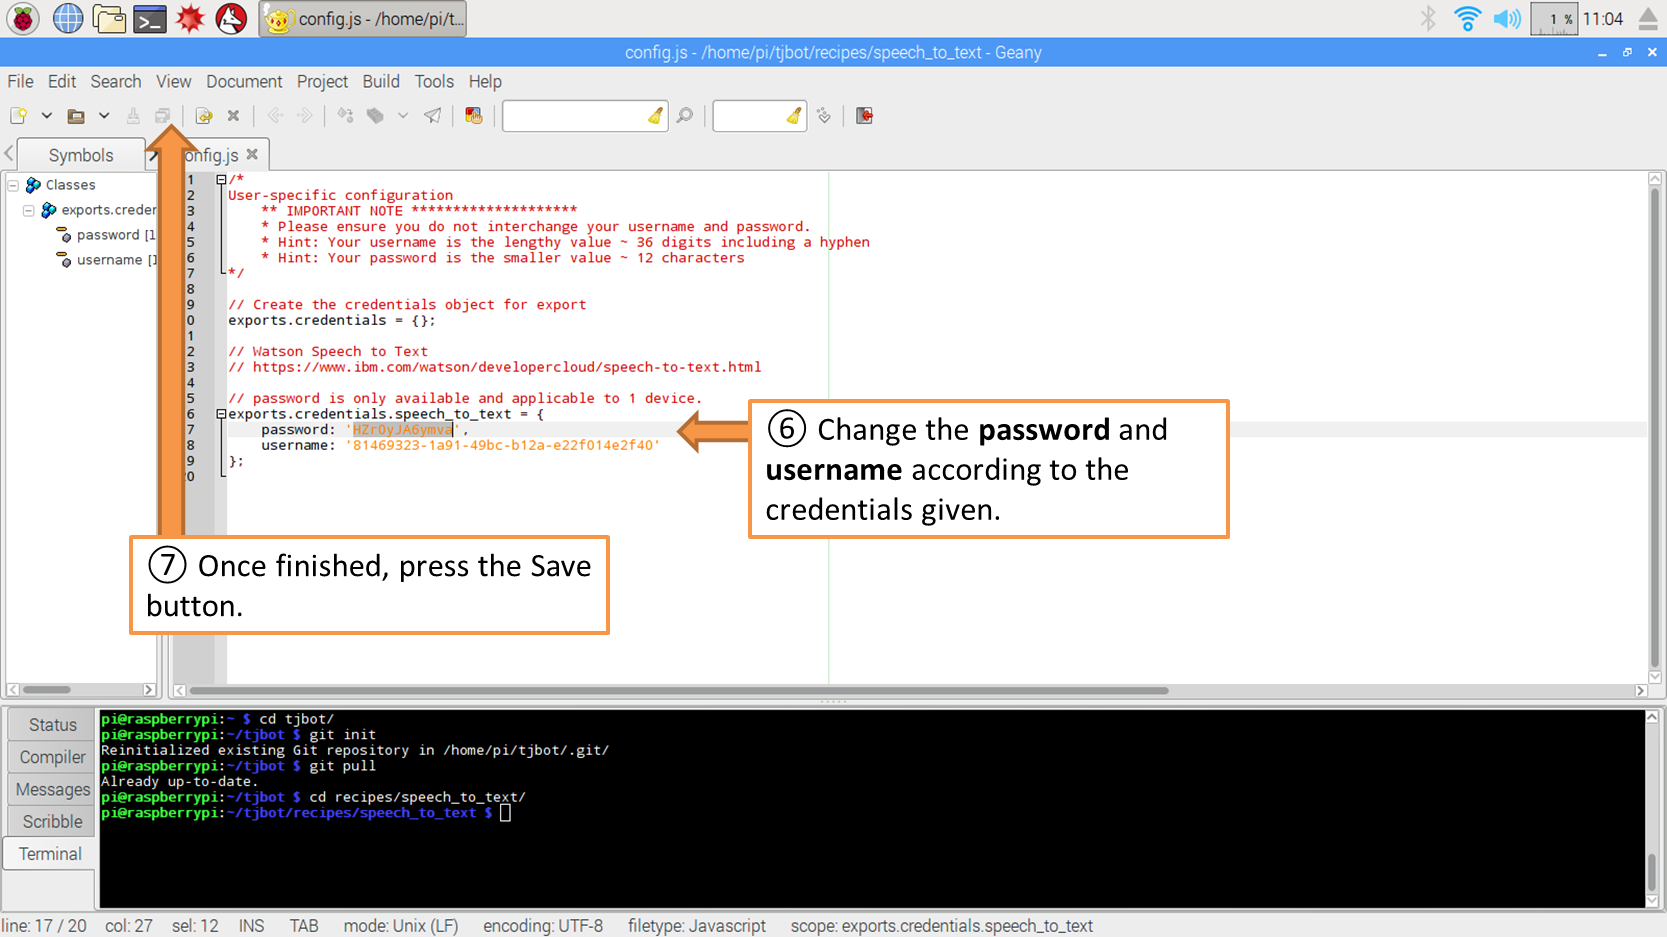 config.js - /home/pi/t...
1 %
11:04
config.js - /home/pi/tjbot/recipes/speech_to_text - Geany
File Edit Search View Document Project Build Tools Help
Symbols
onfig.js
Classes
exports.creder
password [1
username [1
1 /*
2 User-specific configuration
3 ** IMPORTANT NOTE ********************
4 * Please ensure you do not interchange your username and password.
5 * Hint: Your username is the lengthy value ~ 36 digits including a hyphen
6 * Hint: Your password is the smaller value ~ 12 characters
7 */
8
9 // Create the credentials object for export
0 exports.credentials = {};
1
2 // Watson Speech to Text
3 // https://www.ibm.com/watson/developercloud/speech-to-text.html
4
5 // password is only available and applicable to 1 device.
6 exports.credentials.speech_to_text = {
7 password: 'HZrOyJA6ymva',
8 username: '81469323-1a91-49bc-b12a-e22f014e2f40'
9 };
20
⑥ Change the password and
username according to the
credentials given.
⑦ Once finished, press the Save
button.
Status
Compiler
Messages
Scribble
Terminal
pi@raspberrypi:~ $ cd tjbot/
pi@raspberrypi:~/tjbot $ git init
Reinitialized existing Git repository in /home/pi/tjbot/.git/
pi@raspberrypi:~/tjbot $ git pull
Already up-to-date.
pi@raspberrypi:~/tjbot $ cd recipes/speech_to_text/
pi@raspberrypi:~/tjbot/recipes/speech_to_text $
line: 17 / 20 col: 27 sel: 12 INS TAB mode: Unix (LF) encoding: UTF-8 filetype: Javascript scope: exports.credentials.speech_to_text